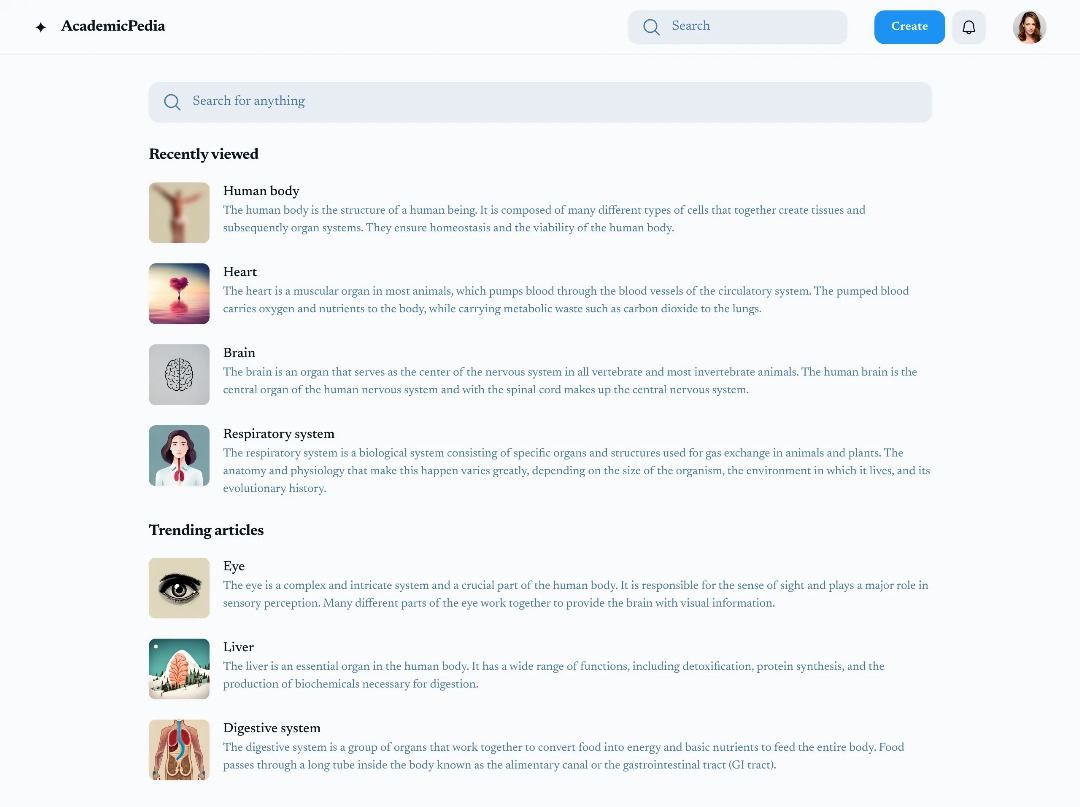 AcademicPedia
Search
Create
Search for anything
Recently viewed
Human body
The human body is the structure of a human being. It is composed of many different types of cells that together create tissues and
subsequently organ systems. They ensure homeostasis and the viability of the human body.
Heart
The heart is a muscular organ in most animals, which pumps blood through the blood vessels of the circulatory system. The pumped blood
carries oxygen and nutrients to the body, while carrying metabolic waste such as carbon dioxide to the lungs.
Brain
The brain is an organ that serves as the center of the nervous system in all vertebrate and most invertebrate animals. The human brain is the
central organ of the human nervous system and with the spinal cord makes up the central nervous system.
Respiratory system
The respiratory system is a biological system consisting of specific organs and structures used for gas exchange in animals and plants. The
anatomy and physiology that make this happen varies greatly, depending on the size of the organism, the environment in which it lives, and its
evolutionary history.
Trending articles
Eye
The eye is a complex and intricate system and a crucial part of the human body. It is responsible for the sense of sight and plays a major role in
sensory perception. Many different parts of the eye work together to provide the brain with visual information.
Liver
The liver is an essential organ in the human body. It has a wide range of functions, including detoxification, protein synthesis, and the
production of biochemicals necessary for digestion.
Digestive system
The digestive system is a group of organs that work together to convert food into energy and basic nutrients to feed the entire body. Food
passes through a long tube inside the body known as the alimentary canal or the gastrointestinal tract (GI tract).